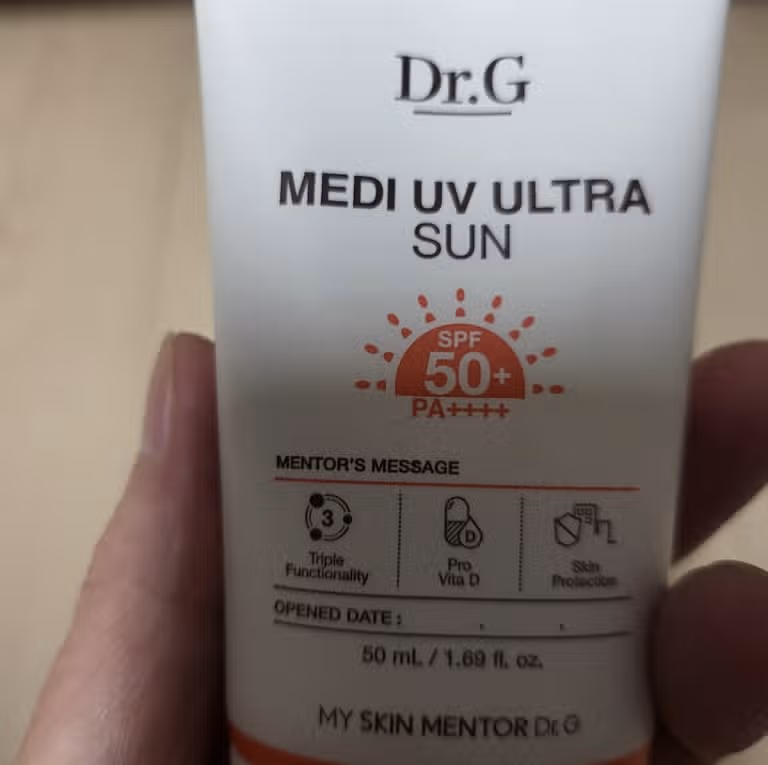 Dr.G
MEDI UV ULTRA
SUN
SPF
50+
PA++++
MENTOR'S MESSAGE
3
Triple
Functionality
D
Pro
Vita D
Skin
Protection
OPENED DATE : . .
50 mL / 1.69 fl. oz.
MY SKIN MENTOR Dr.G